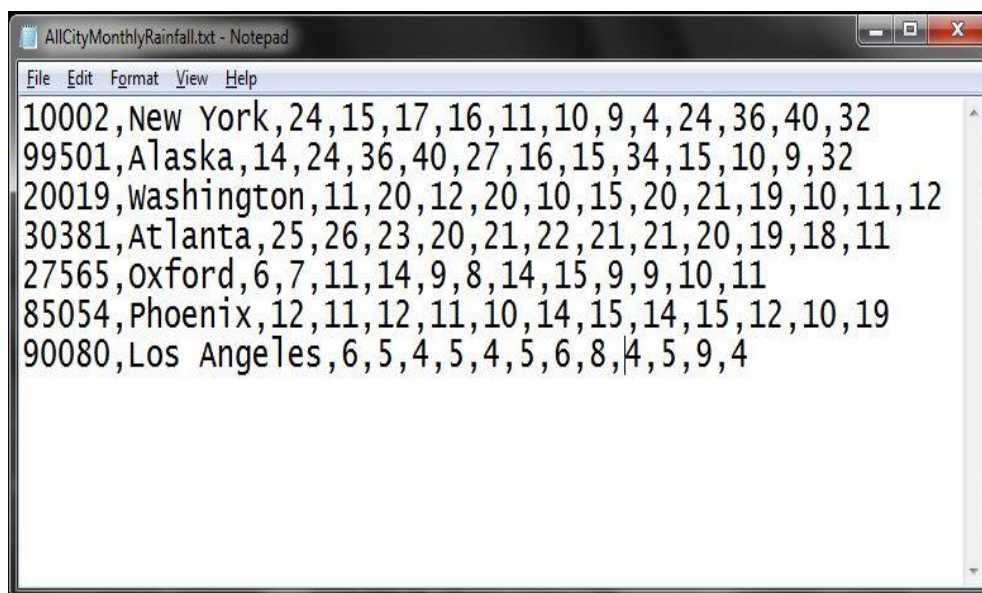 AllCityMonthlyRainfall.txt - Notepad
File Edit Format View Help
10002,New York,24,15,17,16,11,10,9,4,24,36,40,32
99501,Alaska,14,24,36,40,27,16,15,34,15,10,9,32
20019,Washington,11,20,12,20,10,15,20,21,19,10,11,12
30381,Atlanta,25,26,23,20,21,22,21,21,20,19,18,11
27565,Oxford,6,7,11,14,9,8,14,15,9,9,10,11
85054,Phoenix,12,11,12,11,10,14,15,14,15,12,10,19
90080,Los Angeles,6,5,4,5,4,5,6,8,4,5,9,4